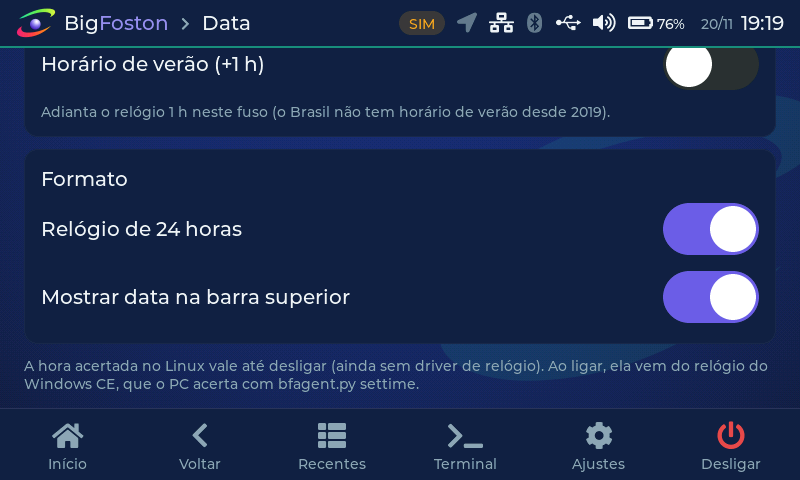 BigFoston > Data SIM 76% 20/11 19:19
Horário de verão (+1 h)
Adianta o relógio 1 h neste fuso (o Brasil não tem horário de verão desde 2019).
Formato
Relógio de 24 horas
Mostrar data na barra superior
A hora acertada no Linux vale até desligar (ainda sem driver de relógio). Ao ligar, ela vem do relógio do
Windows CE, que o PC acerta com bfagent.py settime.
Início Voltar Recentes Terminal Ajustes Desligar